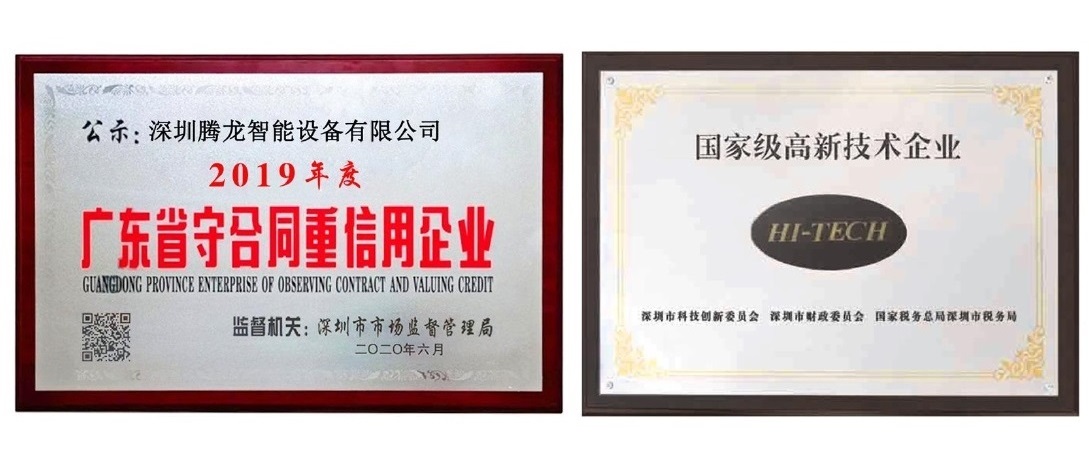 公示：深圳腾龙智能设备有限公司
2019年度
广东省守合同重信用企业
GUANGDONG PROVINCE ENTERPRISE OF OBSERVING CONTRACT AND VALUING CREDIT
监督机关：深圳市市场监督管理局
二〇二〇年六月
国家级高新技术企业
HI-TECH
深圳市科技创新委员会 深圳市财政委员会 国家税务总局深圳市税务局